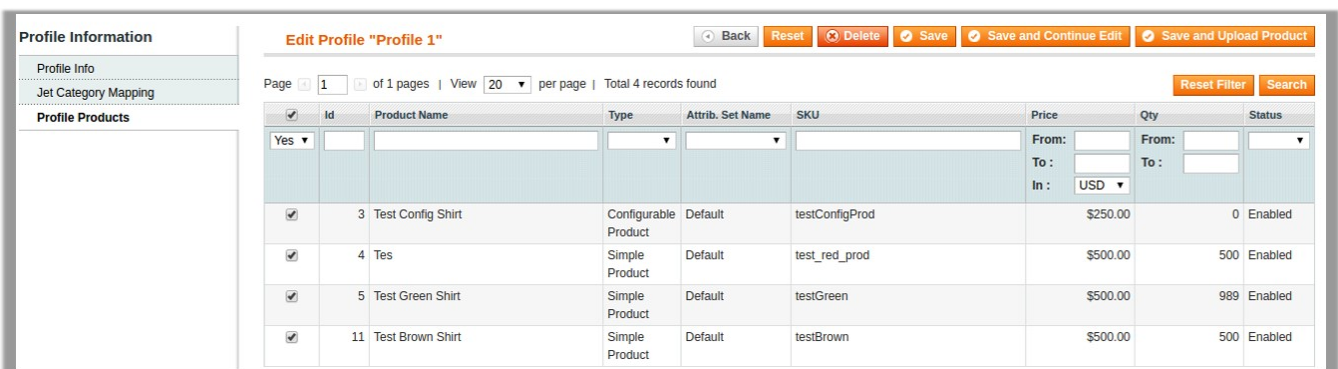 Profile Information
Profile Info
Jet Category Mapping
Profile Products
Edit Profile "Profile 1"
Back Reset Delete Save Save and Continue Edit Save and Upload Product
Page 1 of 1 pages | View 20 per page | Total 4 records found
Reset Filter Search
Id Product Name Type Attrib. Set Name SKU Price Qty Status
Yes From: From:
To : To :
In : USD
3 Test Config Shirt Configurable Default testConfigProd $250.00 0 Enabled
Product
4 Tes Simple Default test_red_prod $500.00 500 Enabled
Product
5 Test Green Shirt Simple Default testGreen $500.00 989 Enabled
Product
11 Test Brown Shirt Simple Default testBrown $500.00 500 Enabled
Product